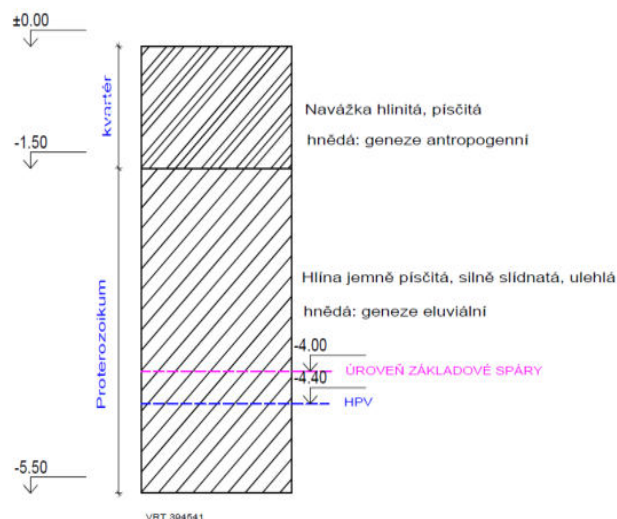 ±0.00
kvartér
Navážka hlinitá, písčitá
hnědá: geneze antropogenní
-1.50
Proterozoikum
Hlína jemně písčitá, silně slídnatá, ulehlá
hnědá: geneze eluviální
-4.00
ÚROVEŇ ZÁKLADOVÉ SPÁRY
-4.40
HPV
-5.50
VRT 394541